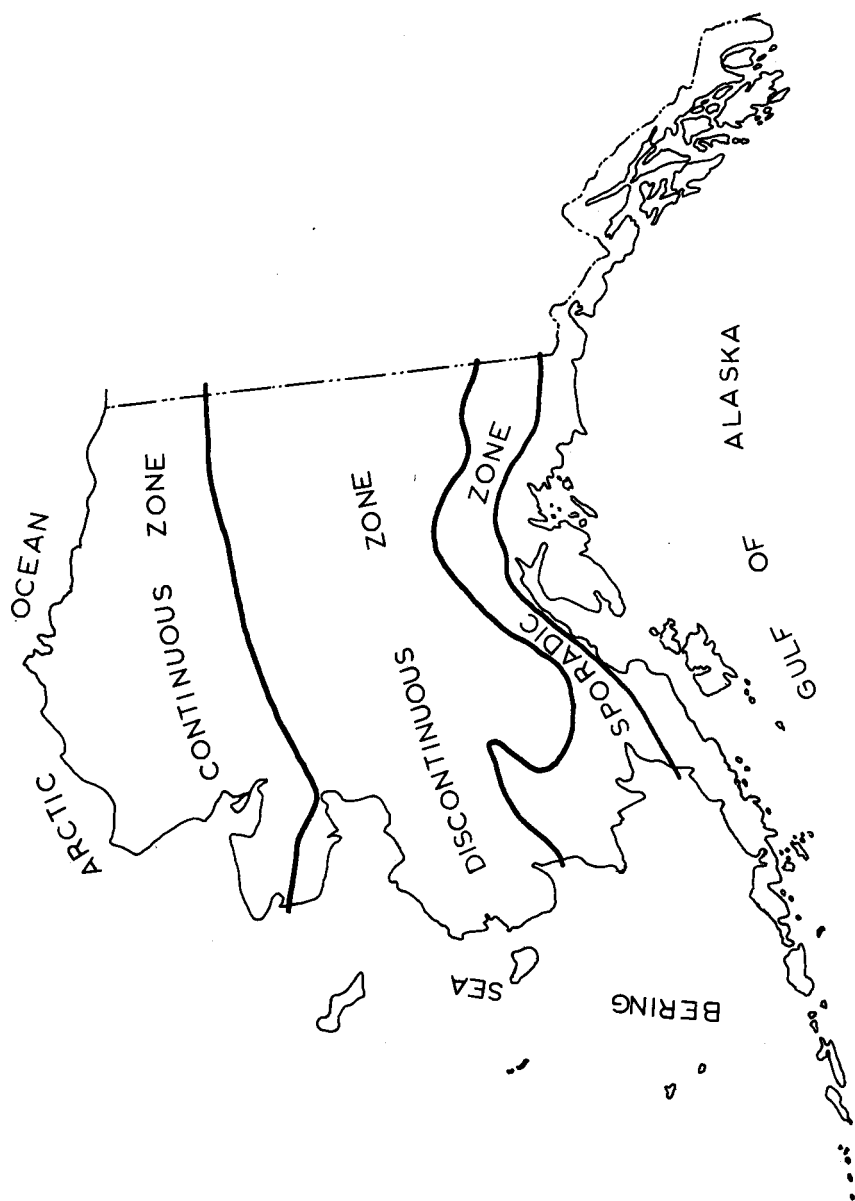 ARCTIC OCEAN
CONTINUOUS ZONE
DISCONTINUOUS ZONE
SPORADIC ZONE
BERING SEA
GULF OF ALASKA